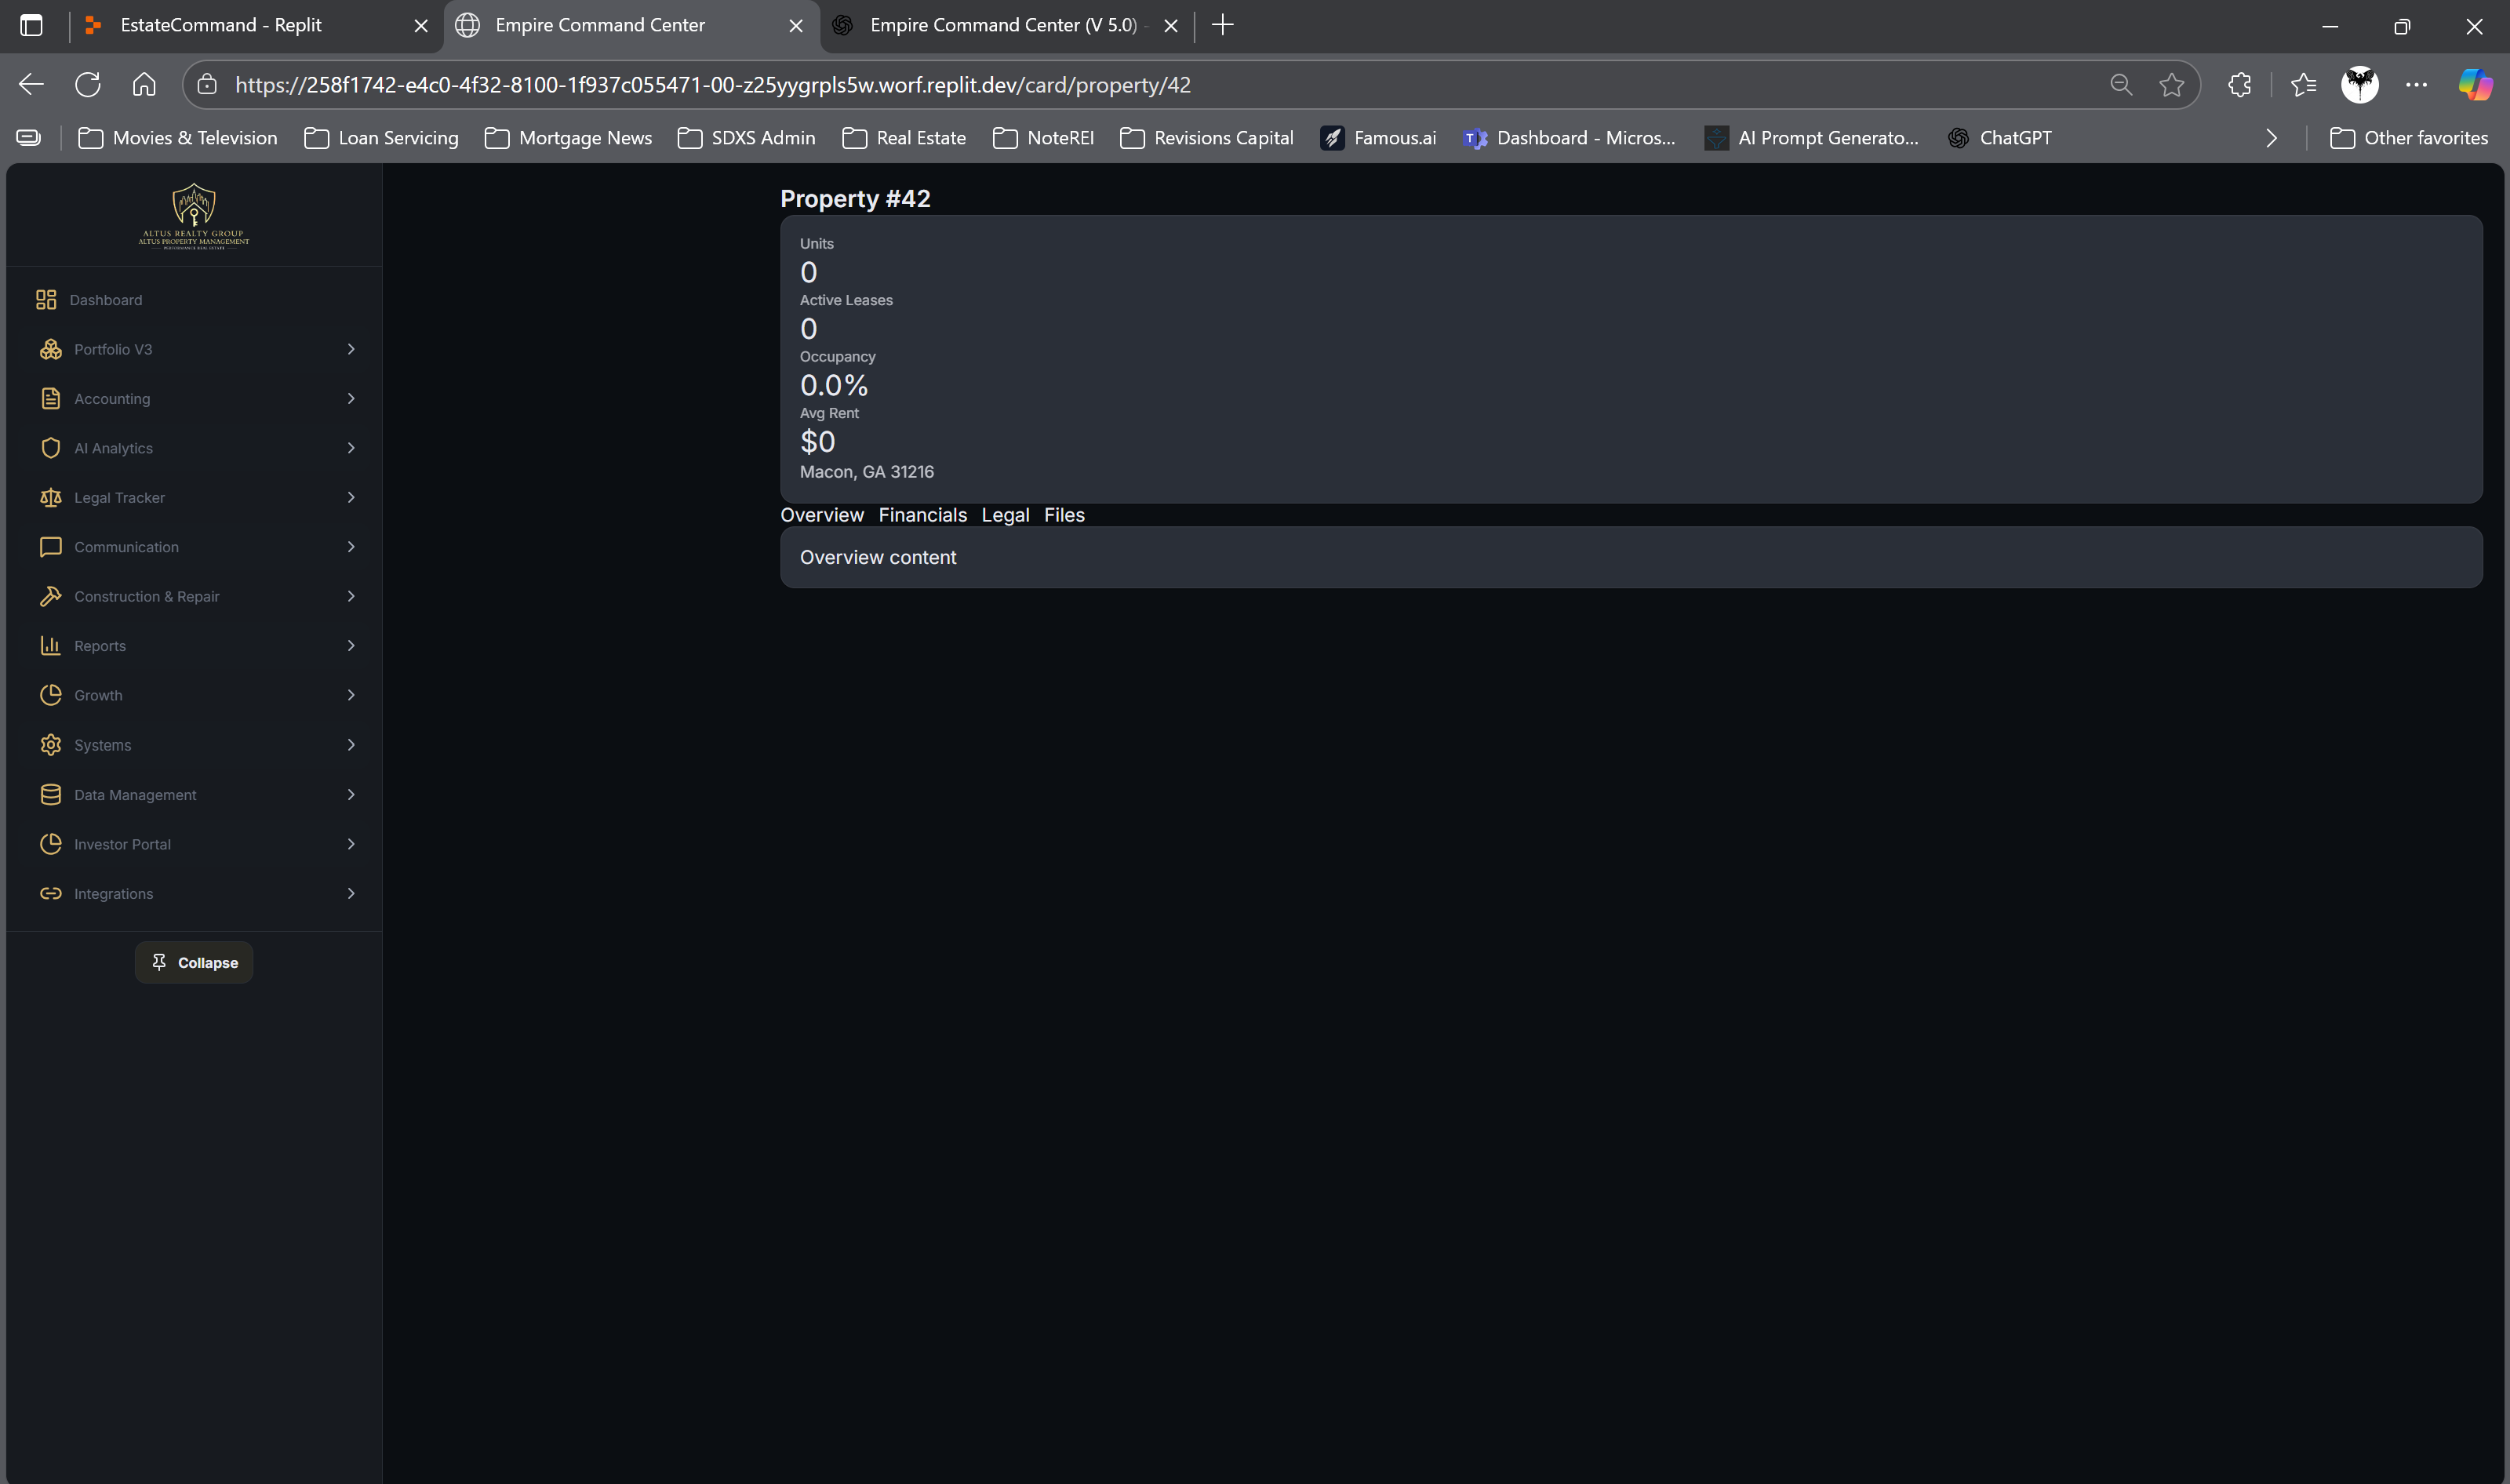 EstateCommand - Replit
Empire Command Center
Empire Command Center (V 5.0) -
https://258f1742-e4c0-4f32-8100-1f937c055471-00-z25yygrpls5w.worf.replit.dev/card/property/42
Movies & Television
Loan Servicing
Mortgage News
SDXS Admin
Real Estate
NoteREI
Revisions Capital
Famous.ai
Dashboard - Micros...
AI Prompt Generato...
ChatGPT
Other favorites
ALTUS REALTY GROUP
ALTUS PROPERTY MANAGEMENT
PERFORMANCE REAL ESTATE
Dashboard
Portfolio V3
Accounting
AI Analytics
Legal Tracker
Communication
Construction & Repair
Reports
Growth
Systems
Data Management
Investor Portal
Integrations
Collapse
Property #42
Units
0
Active Leases
0
Occupancy
0.0%
Avg Rent
$0
Macon, GA 31216
Overview Financials Legal Files
Overview content